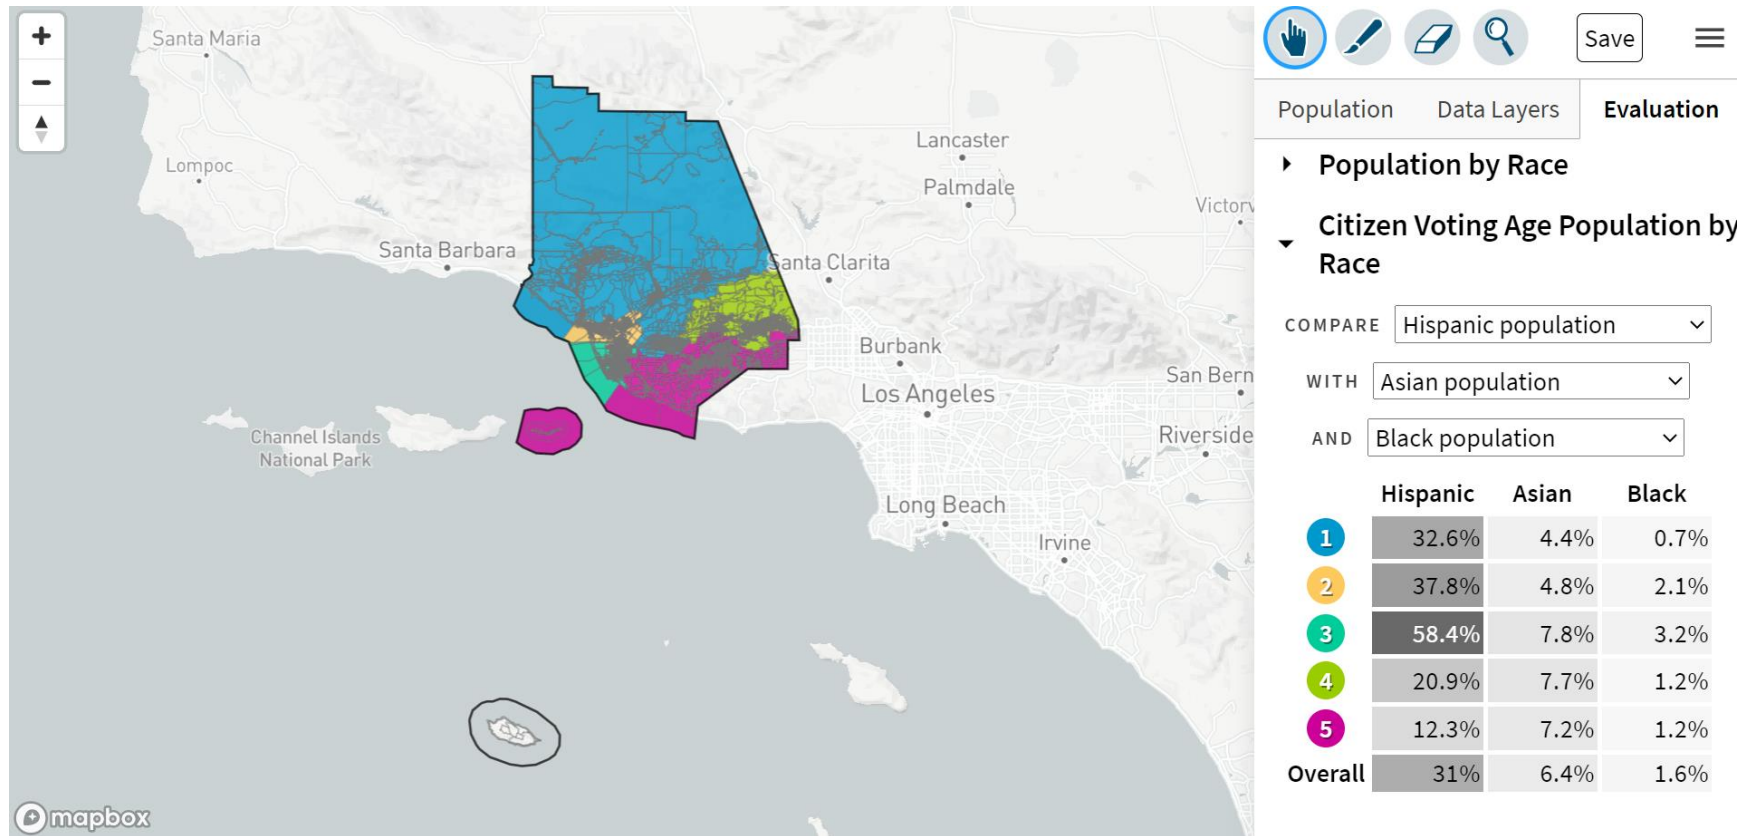 +
−
Santa Maria
Lompoc
Santa Barbara
Lancaster
Palmdale
Victorv
Santa Clarita
Burbank
Los Angeles
San Bern
Riverside
Channel Islands
National Park
Long Beach
Irvine
mapbox
Save
Population Data Layers Evaluation
Population by Race
Citizen Voting Age Population by
Race
COMPARE Hispanic population
WITH Asian population
AND Black population
Hispanic Asian Black
1 32.6% 4.4% 0.7%
2 37.8% 4.8% 2.1%
3 58.4% 7.8% 3.2%
4 20.9% 7.7% 1.2%
5 12.3% 7.2% 1.2%
Overall 31% 6.4% 1.6%